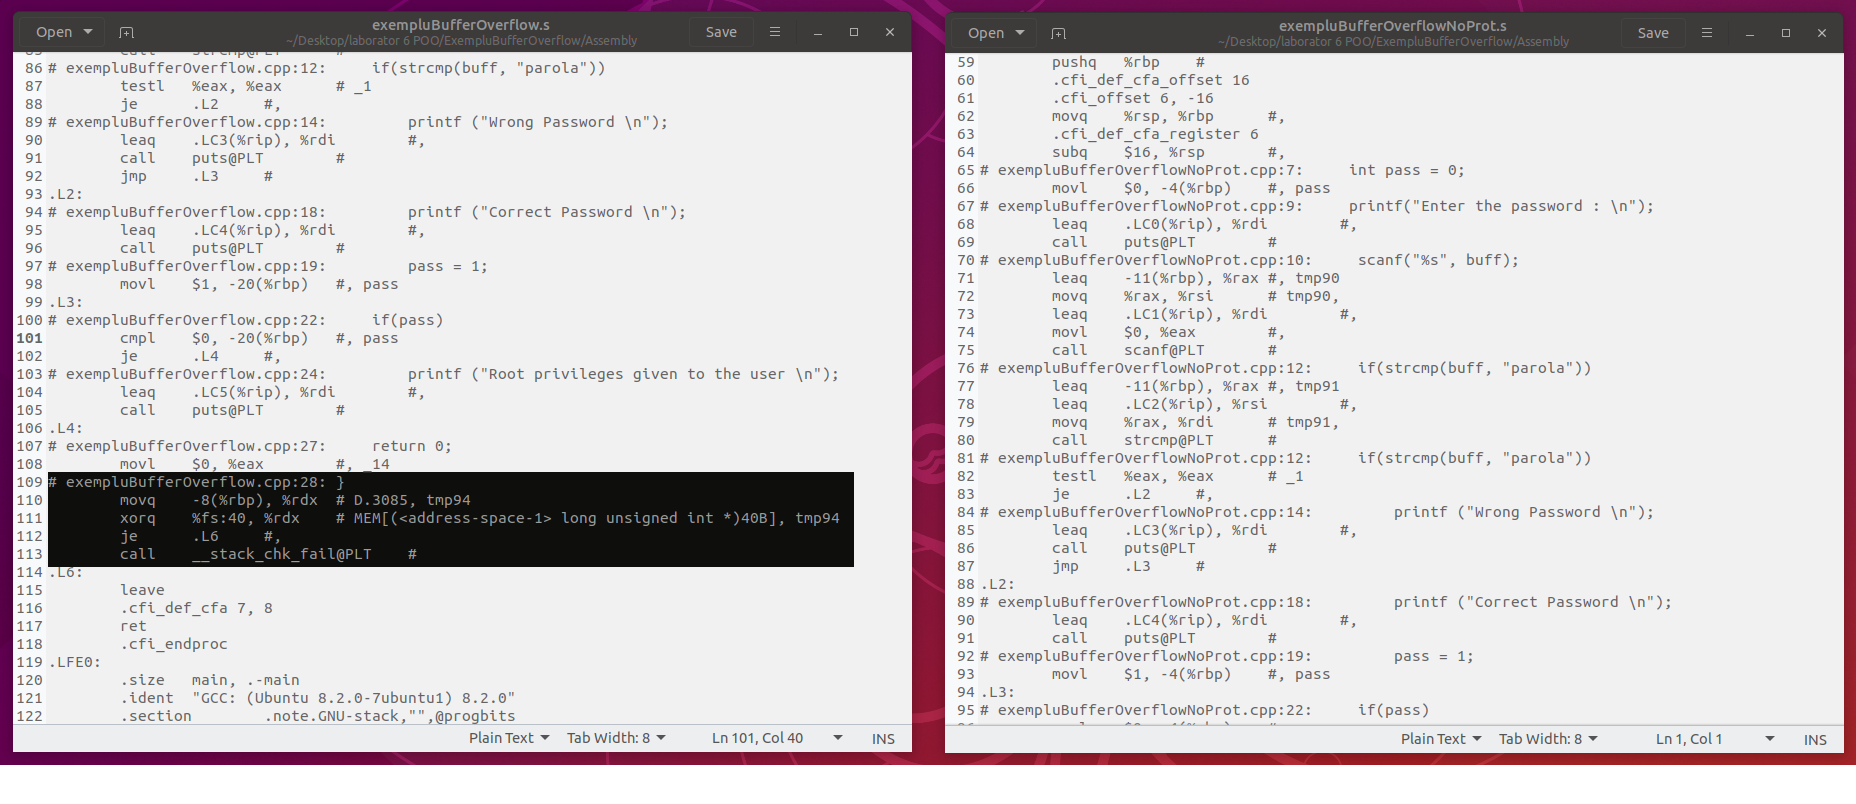 Open
exempluBufferOverflow.s
~/Desktop/laborator 6 POO/ExempluBufferOverflow/Assembly
Save
86 # exempluBufferOverflow.cpp:12:     if(strcmp(buff, "parola"))
87         testl   %eax, %eax      # _1
88         je      .L2     #,
89 # exempluBufferOverflow.cpp:14:         printf ("Wrong Password \n");
90         leaq    .LC3(%rip), %rdi        #,
91         call    puts@PLT        #
92         jmp     .L3     #
93 .L2:
94 # exempluBufferOverflow.cpp:18:         printf ("Correct Password \n");
95         leaq    .LC4(%rip), %rdi        #,
96         call    puts@PLT        #
97 # exempluBufferOverflow.cpp:19:         pass = 1;
98         movl    $1, -20(%rbp)   #, pass
99 .L3:
100 # exempluBufferOverflow.cpp:22:     if(pass)
101         cmpl    $0, -20(%rbp)   #, pass
102         je      .L4     #,
103 # exempluBufferOverflow.cpp:24:         printf ("Root privileges given to the user \n");
104         leaq    .LC5(%rip), %rdi        #,
105         call    puts@PLT        #
106 .L4:
107 # exempluBufferOverflow.cpp:27:     return 0;
108         movl    $0, %eax        #, _14
109 # exempluBufferOverflow.cpp:28: }
110         movq    -8(%rbp), %rdx  # D.3085, tmp94
111         xorq    %fs:40, %rdx    # MEM[(<address-space-1> long unsigned int *)40B], tmp94
112         je      .L6     #,
113         call    __stack_chk_fail@PLT    #
114 .L6:
115         leave
116         .cfi_def_cfa 7, 8
117         ret
118         .cfi_endproc
119 .LFE0:
120         .size   main, .-main
121         .ident  "GCC: (Ubuntu 8.2.0-7ubuntu1) 8.2.0"
122         .section        .note.GNU-stack,"",@progbits
Plain Text
Tab Width: 8
Ln 101, Col 40
INS
Open
exempluBufferOverflowNoProt.s
~/Desktop/laborator 6 POO/ExempluBufferOverflow/Assembly
Save
59         pushq   %rbp    #
60         .cfi_def_cfa_offset 16
61         .cfi_offset 6, -16
62         movq    %rsp, %rbp      #,
63         .cfi_def_cfa_register 6
64         subq    $16, %rsp       #,
65 # exempluBufferOverflowNoProt.cpp:7:     int pass = 0;
66         movl    $0, -4(%rbp)    #, pass
67 # exempluBufferOverflowNoProt.cpp:9:     printf("Enter the password : \n");
68         leaq    .LC0(%rip), %rdi        #,
69         call    puts@PLT        #
70 # exempluBufferOverflowNoProt.cpp:10:     scanf("%s", buff);
71         leaq    -11(%rbp), %rax #, tmp90
72         movq    %rax, %rsi      # tmp90,
73         leaq    .LC1(%rip), %rdi        #,
74         movl    $0, %eax        #,
75         call    scanf@PLT       #
76 # exempluBufferOverflowNoProt.cpp:12:     if(strcmp(buff, "parola"))
77         leaq    -11(%rbp), %rax #, tmp91
78         leaq    .LC2(%rip), %rsi        #,
79         movq    %rax, %rdi      # tmp91,
80         call    strcmp@PLT      #
81 # exempluBufferOverflowNoProt.cpp:12:     if(strcmp(buff, "parola"))
82         testl   %eax, %eax      # _1
83         je      .L2     #,
84 # exempluBufferOverflowNoProt.cpp:14:         printf ("Wrong Password \n");
85         leaq    .LC3(%rip), %rdi        #,
86         call    puts@PLT        #
87         jmp     .L3     #
88 .L2:
89 # exempluBufferOverflowNoProt.cpp:18:         printf ("Correct Password \n");
90         leaq    .LC4(%rip), %rdi        #,
91         call    puts@PLT        #
92 # exempluBufferOverflowNoProt.cpp:19:         pass = 1;
93         movl    $1, -4(%rbp)    #, pass
94 .L3:
95 # exempluBufferOverflowNoProt.cpp:22:     if(pass)
Plain Text
Tab Width: 8
Ln 1, Col 1
INS